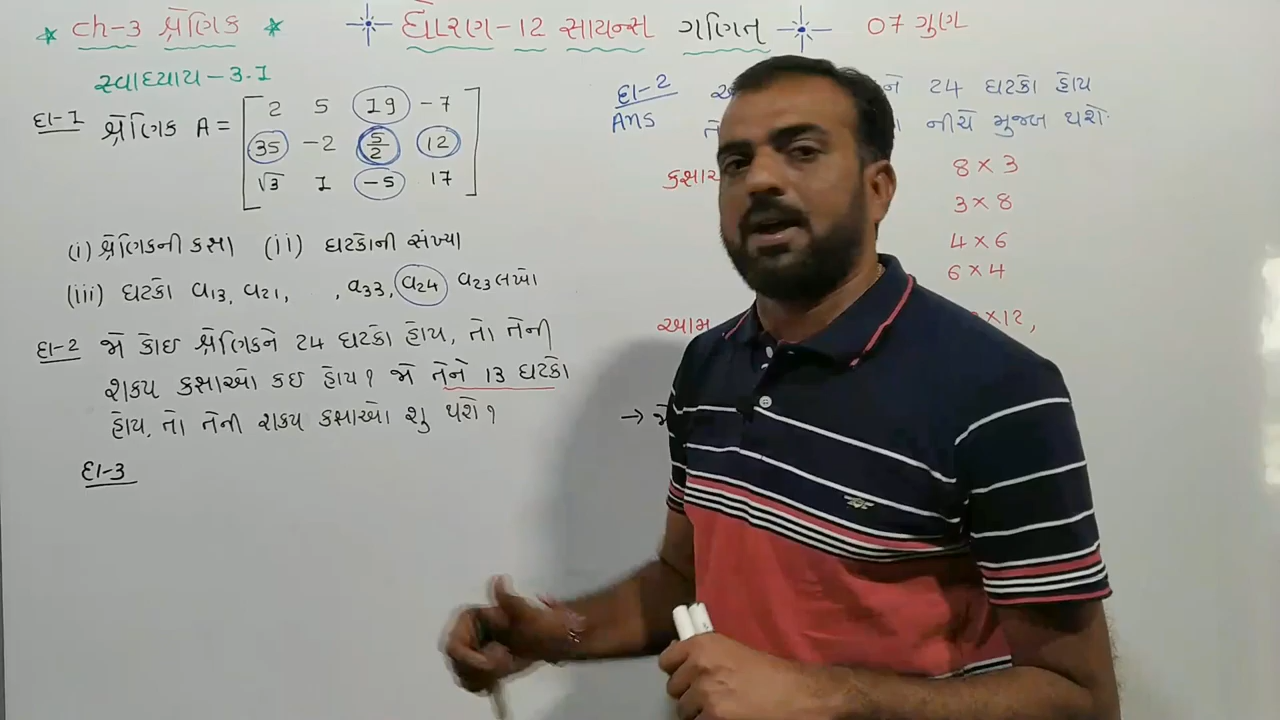 * ch-3 શ્રેણિક * ધોરણ-12 સાયન્સ ગણિત 07 ગુણ
સ્વાધ્યાય-3.1
દા-1 શ્રેણિક A =
2 5 19 -7
35 -2 5/2 12
√3 1 -5 17
(i) શ્રેણિકની કક્ષા (ii) ઘટકોની સંખ્યા
(iii) ઘટકો a13, a21, , a33, a24 a23 લખો
દા-2 જો કોઇ શ્રેણિકને 24 ઘટકો હોય, તો તેની
શક્ય કક્ષાઓ કઇ હોય? જો તેને 13 ઘટકો
હોય, તો તેની શક્ય કક્ષાઓ શુ થશે?
દા-3
દા-2 ને 24 ઘટકો હોય
Ans નીચે મુજબ થશે.
8 × 3
3 × 8
4 × 6
6 × 4
આમ ×12,
→